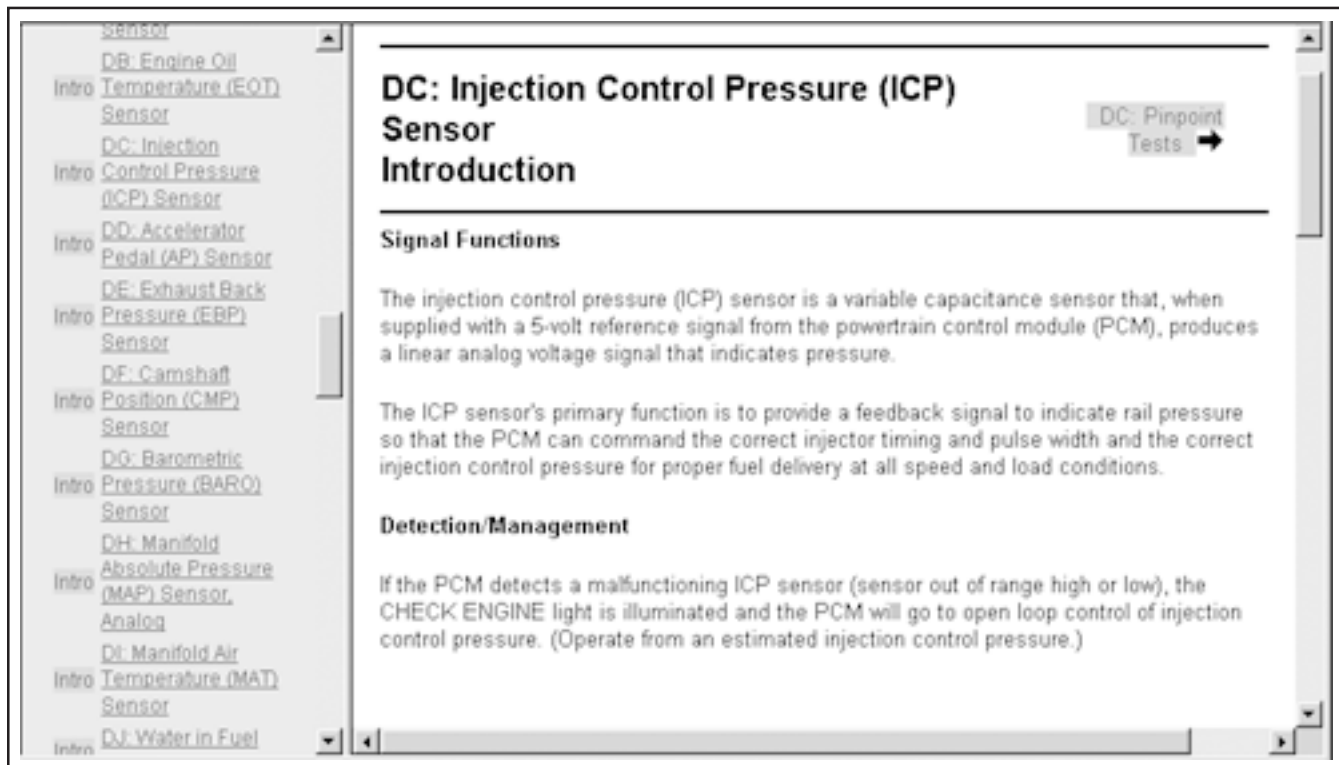 Sensor
DB: Engine Oil
Intro Temperature (EOT)
Sensor
DC: Injection
Intro Control Pressure
(ICP) Sensor
Intro DD: Accelerator
Pedal (AP) Sensor
DE: Exhaust Back
Intro Pressure (EBP)
Sensor
DF: Camshaft
Intro Position (CMP)
Sensor
DG: Barometric
Intro Pressure (BARO)
Sensor
DH: Manifold
Absolute Pressure
Intro (MAP) Sensor,
Analog
DI: Manifold Air
Intro Temperature (MAT)
Sensor
Intro DJ: Water in Fuel
DC: Injection Control Pressure (ICP)
Sensor
Introduction
DC: Pinpoint
Tests
Signal Functions
The injection control pressure (ICP) sensor is a variable capacitance sensor that, when
supplied with a 5-volt reference signal from the powertrain control module (PCM), produces
a linear analog voltage signal that indicates pressure.
The ICP sensor's primary function is to provide a feedback signal to indicate rail pressure
so that the PCM can command the correct injector timing and pulse width and the correct
injection control pressure for proper fuel delivery at all speed and load conditions.
Detection/Management
If the PCM detects a malfunctioning ICP sensor (sensor out of range high or low), the
CHECK ENGINE light is illuminated and the PCM will go to open loop control of injection
control pressure. (Operate from an estimated injection control pressure.)